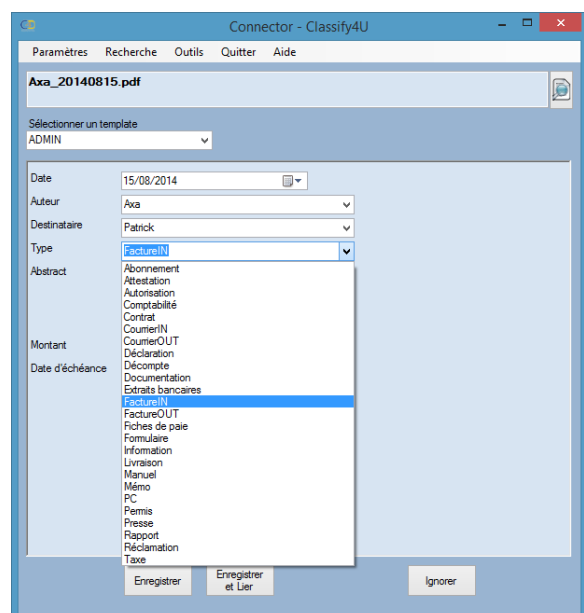 Connector - Classify4U
Paramètres Recherche Outils Quitter Aide
Axa_20140815.pdf
Sélectionner un template
ADMIN
Date 15/08/2014
Auteur Axa
Destinataire Patrick
Type FactureIN
Abstract
Abonnement
Attestation
Autorisation
Comptabilité
Contrat
CourrierIN
CourrierOUT
Déclaration
Décompte
Documentation
Extraits bancaires
FactureIN
FactureOUT
Fiches de paie
Formulaire
Information
Livraison
Manuel
Mémo
PC
Permis
Presse
Rapport
Réclamation
Taxe
Montant
Date d'échéance
Enregistrer
Enregistrer
et Lier
Ignorer